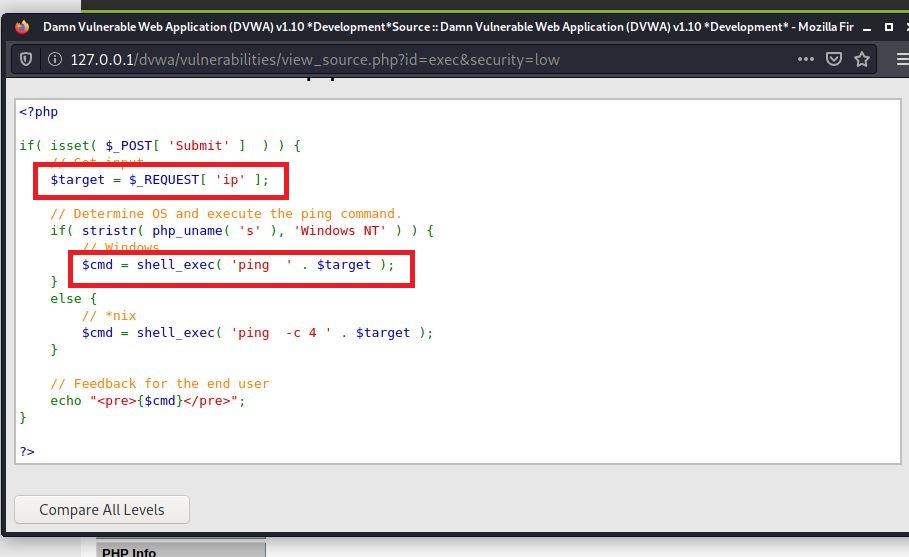 Damn Vulnerable Web Application (DVWA) v1.10 *Development*Source :: Damn Vulnerable Web Application (DVWA) v1.10 *Development* - Mozilla Fir
127.0.0.1/dvwa/vulnerabilities/view_source.php?id=exec&security=low
<?php
if( isset( $_POST[ 'Submit' ]  ) ) {
// Get input
$target = $_REQUEST[ 'ip' ];
// Determine OS and execute the ping command.
if( stristr( php_uname( 's' ), 'Windows NT' ) ) {
// Windows
$cmd = shell_exec( 'ping  ' . $target );
}
else {
// *nix
$cmd = shell_exec( 'ping  -c 4 ' . $target );
}
// Feedback for the end user
echo "<pre>{$cmd}</pre>";
}
?>
Compare All Levels
PHP Info